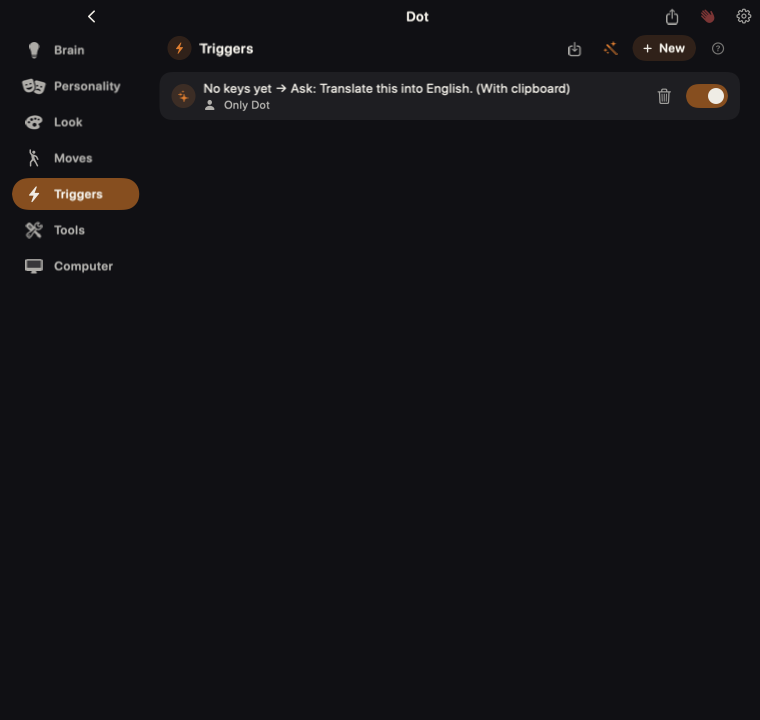 Dot
Brain
Personality
Look
Moves
Triggers
Tools
Computer
Triggers
+ New
No keys yet → Ask: Translate this into English. (With clipboard)
Only Dot